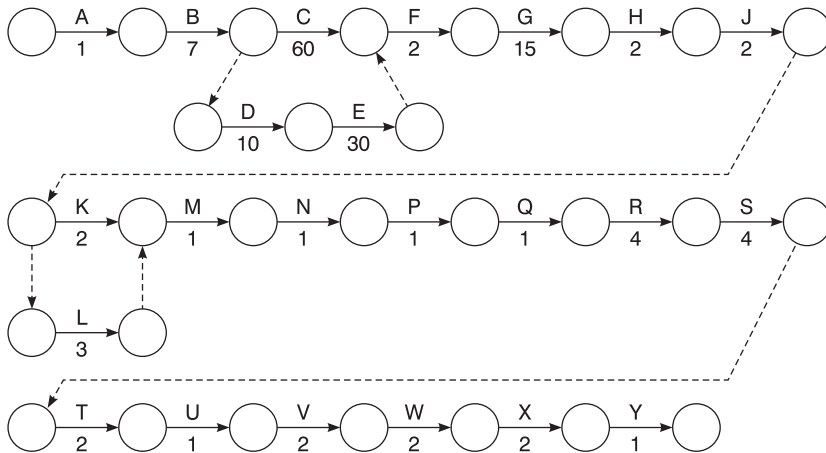 A B C F G H J
1 7 60 2 15 2 2
D E
10 30
K M N P Q R S
2 1 1 1 1 4 4
L
3
T U V W X Y
2 1 2 2 2 1